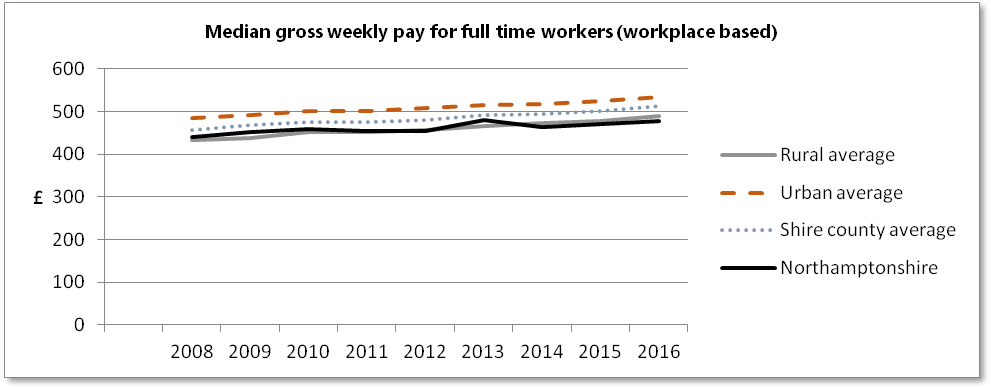 Median gross weekly pay for full time workers (workplace based)
600
500
400
300
200
100
0
£
2008 2009 2010 2011 2012 2013 2014 2015 2016
Rural average
Urban average
Shire county average
Northamptonshire